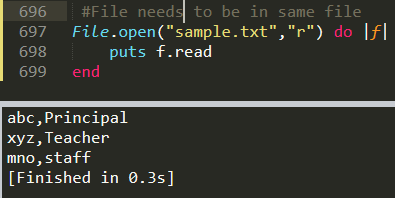 696 #File needs to be in same file
697 File.open("sample.txt","r") do |f|
698 puts f.read
699 end
abc,Principal
xyz,Teacher
mno,staff
[Finished in 0.3s]